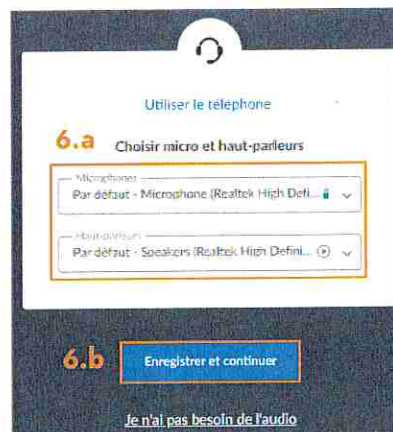 Utiliser le téléphone
6.a Choisir micro et haut-parleurs
Microphones
Par défaut - Microphone (Realtek High Defi...
Haut-parleurs
Par défaut - Speakers (Realtek High Defini...
6.b Enregistrer et continuer
Je n'ai pas besoin de l'audio